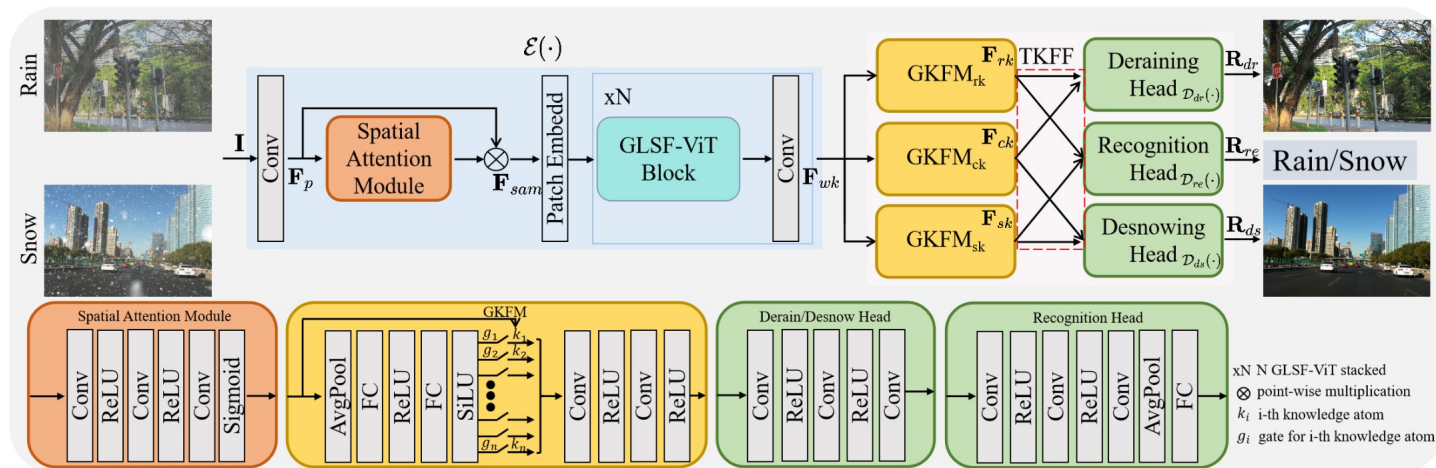 Rain
Snow
I
ℰ(·)
Conv
F_p
Spatial
Attention
Module
⊗
F_sam
Patch Embedd
xN
GLSF-ViT
Block
Conv
F_wk
GKFM_rk
F_rk
GKFM_ck
F_ck
GKFM_sk
F_sk
TKFF
Deraining
Head 𝒟_dr(·)
Recognition
Head 𝒟_re(·)
Desnowing
Head 𝒟_ds(·)
R_dr
R_re
Rain/Snow
R_ds
Spatial Attention Module
Conv
ReLU
Conv
ReLU
Conv
Sigmoid
GKFM
AvgPool
FC
ReLU
FC
SiLU
g_1 k_1
g_2 k_2
g_n k_n
Conv
ReLU
Conv
ReLU
Derain/Desnow Head
Conv
ReLU
Conv
ReLU
Conv
Recognition Head
Conv
ReLU
Conv
ReLU
Conv
AvgPool
FC
xN N GLSF-ViT stacked
⊗ point-wise multiplication
k_i i-th knowledge atom
g_i gate for i-th knowledge atom